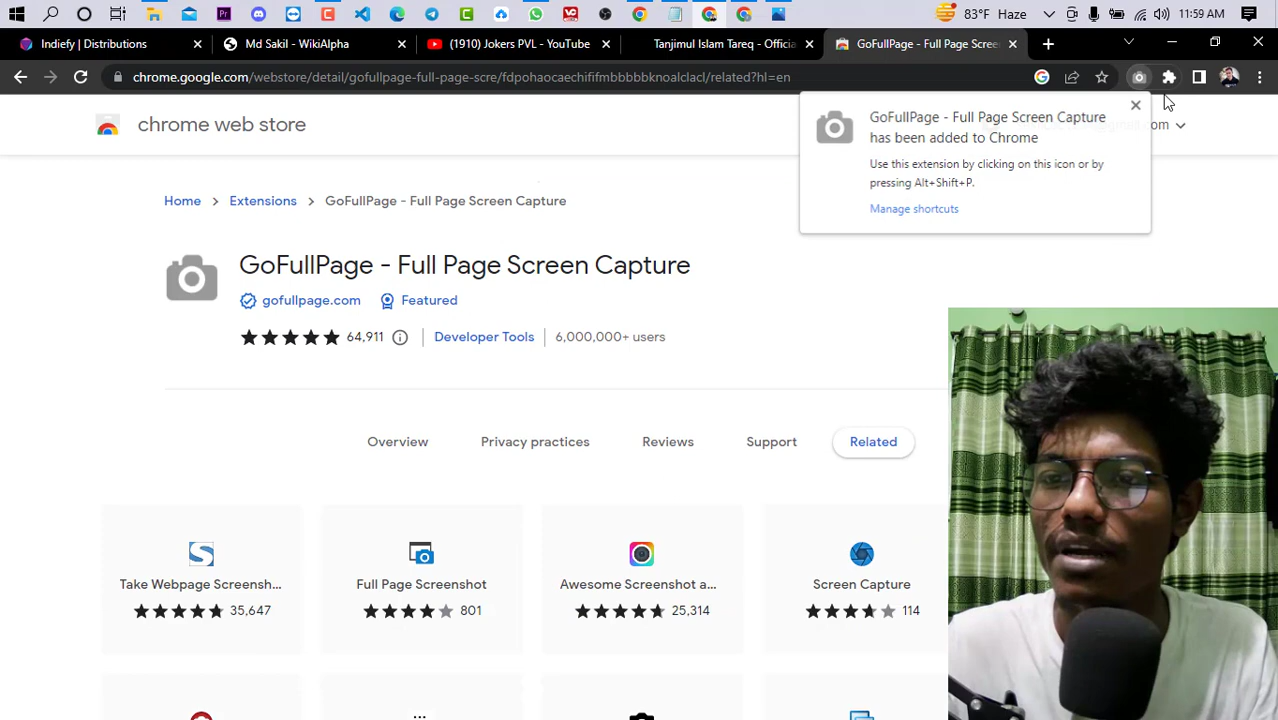 11:59 AM
83°F Haze
Indiefy | Distributions
Md Sakil - WikiAlpha
(1910) Jokers PVL - YouTube
Tanjimul Islam Tareq - Officia
GoFullPage - Full Page Scree
chrome.google.com/webstore/detail/gofullpage-full-page-scre/fdpohaocaechififmbbbbbknoalclacl/related?hl=en
chrome web store
GoFullPage - Full Page Screen Capture
has been added to Chrome
Use this extension by clicking on this icon or by
pressing Alt+Shift+P.
Manage shortcuts
Home > Extensions > GoFullPage - Full Page Screen Capture
GoFullPage - Full Page Screen Capture
gofullpage.com Featured
64,911 Developer Tools 6,000,000+ users
Overview Privacy practices Reviews Support Related
Take Webpage Screensh... Full Page Screenshot Awesome Screenshot a... Screen Capture
35,647 801 25,314 114